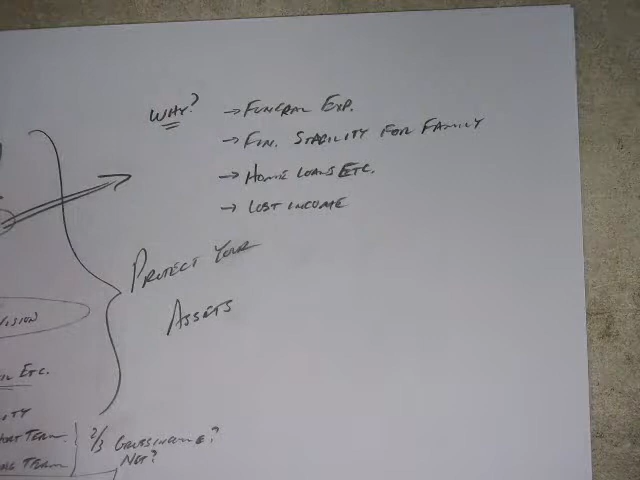 WHY? → FUNERAL EXP.
→ FIN. STABILITY FOR FAMILY
→ HOME LOANS ETC.
→ LOST INCOME
PROTECT YOUR
ASSETS
VISION
ETC.
TERM
2/3 GROSS INCOME?
TERM
NET?